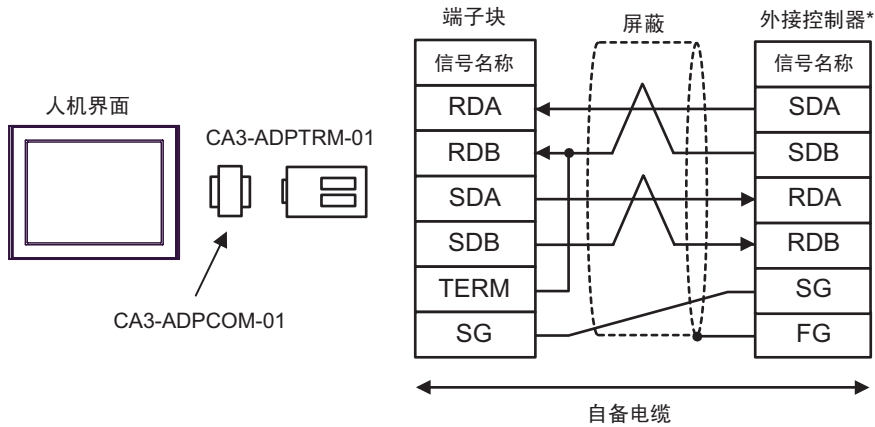 人机界面
CA3-ADPTRM-01
CA3-ADPCOM-01
端子块
屏蔽
外接控制器*
信号名称
信号名称
RDA
SDA
RDB
SDB
SDA
RDA
SDB
RDB
TERM
SG
SG
FG
自备电缆